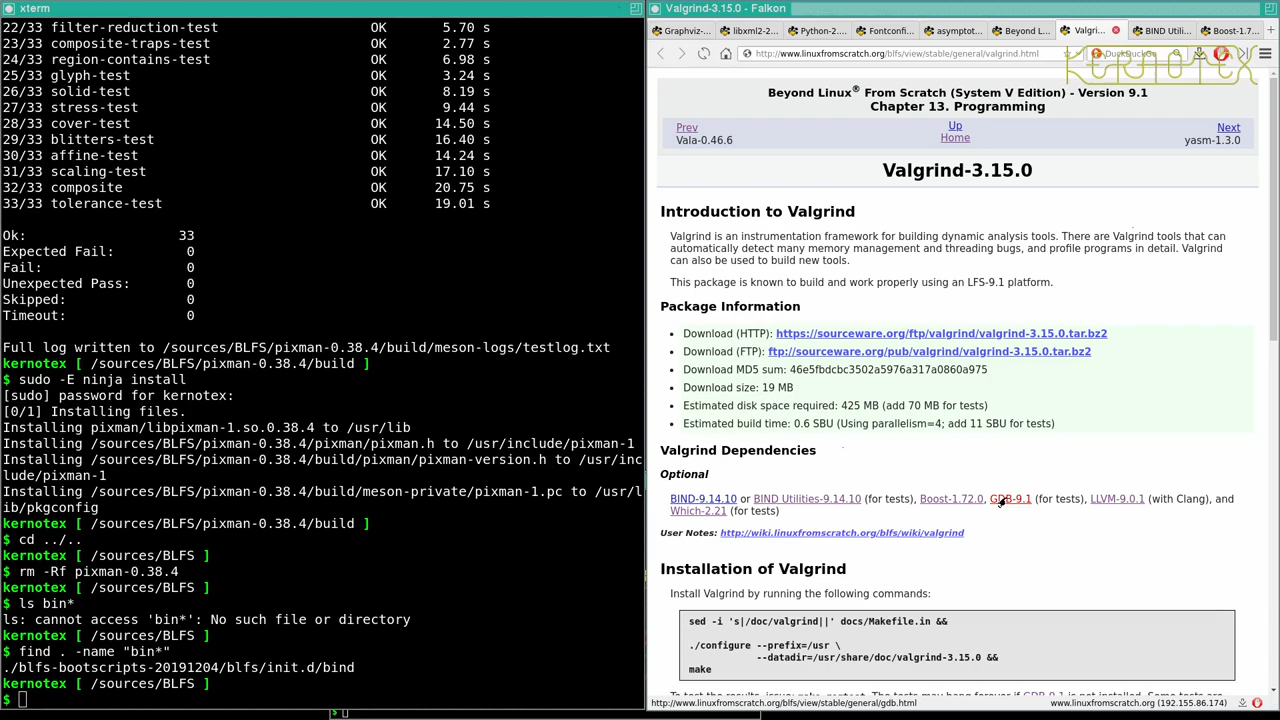 xterm
22/33 filter-reduction-test OK 5.70 s
23/33 composite-traps-test OK 2.77 s
24/33 region-contains-test OK 6.98 s
25/33 glyph-test OK 3.24 s
26/33 solid-test OK 8.19 s
27/33 stress-test OK 9.44 s
28/33 cover-test OK 14.50 s
29/33 blitters-test OK 16.40 s
30/33 affine-test OK 14.24 s
31/33 scaling-test OK 17.10 s
32/33 composite OK 20.75 s
33/33 tolerance-test OK 19.01 s
Ok: 33
Expected Fail: 0
Fail: 0
Unexpected Pass: 0
Skipped: 0
Timeout: 0
Full log written to /sources/BLFS/pixman-0.38.4/build/meson-logs/testlog.txt
kernotex [ /sources/BLFS/pixman-0.38.4/build ]
$ sudo -E ninja install
[sudo] password for kernotex:
[0/1] Installing files.
Installing pixman/libpixman-1.so.0.38.4 to /usr/lib
Installing /sources/BLFS/pixman-0.38.4/pixman/pixman.h to /usr/include/pixman-1
Installing /sources/BLFS/pixman-0.38.4/build/pixman/pixman-version.h to /usr/inc
lude/pixman-1
Installing /sources/BLFS/pixman-0.38.4/build/meson-private/pixman-1.pc to /usr/l
ib/pkgconfig
kernotex [ /sources/BLFS/pixman-0.38.4/build ]
$ cd ../..
kernotex [ /sources/BLFS ]
$ rm -Rf pixman-0.38.4
kernotex [ /sources/BLFS ]
$ ls bin*
ls: cannot access 'bin*': No such file or directory
kernotex [ /sources/BLFS ]
$ find . -name "bin*"
./blfs-bootscripts-20191204/blfs/init.d/bind
kernotex [ /sources/BLFS ]
$
$
Valgrind-3.15.0 - Falkon
Graphviz-... libxml2-2... Python-2.... Fontconfi... asymptot... Beyond L... Valgri... BIND Utili... Boost-1.7...
http://www.linuxfromscratch.org/blfs/view/stable/general/valgrind.html DuckDuckGo
KERNOTEX
Beyond Linux® From Scratch (System V Edition) - Version 9.1
Chapter 13. Programming
Prev Up Next
Vala-0.46.6 Home yasm-1.3.0
Valgrind-3.15.0
Introduction to Valgrind
Valgrind is an instrumentation framework for building dynamic analysis tools. There are Valgrind tools that can
automatically detect many memory management and threading bugs, and profile programs in detail. Valgrind
can also be used to build new tools.
This package is known to build and work properly using an LFS-9.1 platform.
Package Information
• Download (HTTP): https://sourceware.org/ftp/valgrind/valgrind-3.15.0.tar.bz2
• Download (FTP): ftp://sourceware.org/pub/valgrind/valgrind-3.15.0.tar.bz2
• Download MD5 sum: 46e5fbdcbc3502a5976a317a0860a975
• Download size: 19 MB
• Estimated disk space required: 425 MB (add 70 MB for tests)
• Estimated build time: 0.6 SBU (Using parallelism=4; add 11 SBU for tests)
Valgrind Dependencies
Optional
BIND-9.14.10 or BIND Utilities-9.14.10 (for tests), Boost-1.72.0, GDB-9.1 (for tests), LLVM-9.0.1 (with Clang), and
Which-2.21 (for tests)
User Notes: http://wiki.linuxfromscratch.org/blfs/wiki/valgrind
Installation of Valgrind
Install Valgrind by running the following commands:
sed -i 's|/doc/valgrind||' docs/Makefile.in &&
./configure --prefix=/usr \
--datadir=/usr/share/doc/valgrind-3.15.0 &&
make
http://www.linuxfromscratch.org/blfs/view/stable/general/gdb.html www.linuxfromscratch.org (192.155.86.174)